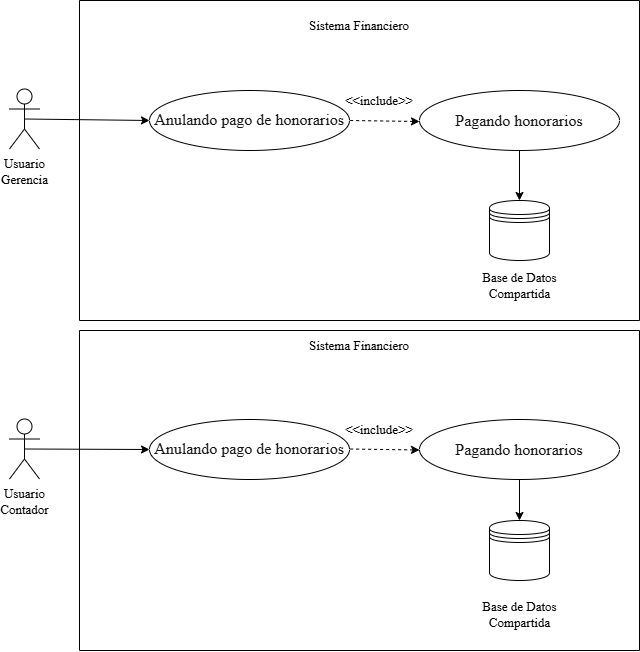 Sistema Financiero
<<include>>
Anulando pago de honorarios
Pagando honorarios
Usuario
Gerencia
Base de Datos
Compartida
Sistema Financiero
<<include>>
Anulando pago de honorarios
Pagando honorarios
Usuario
Contador
Base de Datos
Compartida